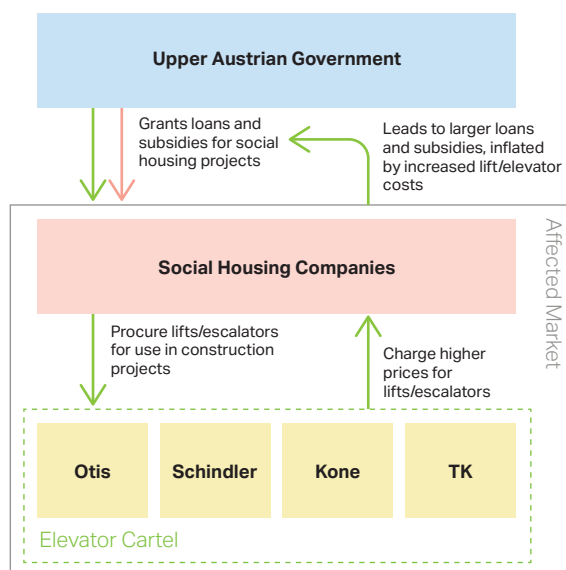 Upper Austrian Government
Grants loans and
subsidies for social
housing projects
Leads to larger loans
and subsidies, inflated
by increased lift/elevator
costs
Affected Market
Social Housing Companies
Procure lifts/escalators
for use in construction
projects
Charge higher
prices for
lifts/escalators
Otis
Schindler
Kone
TK
Elevator Cartel